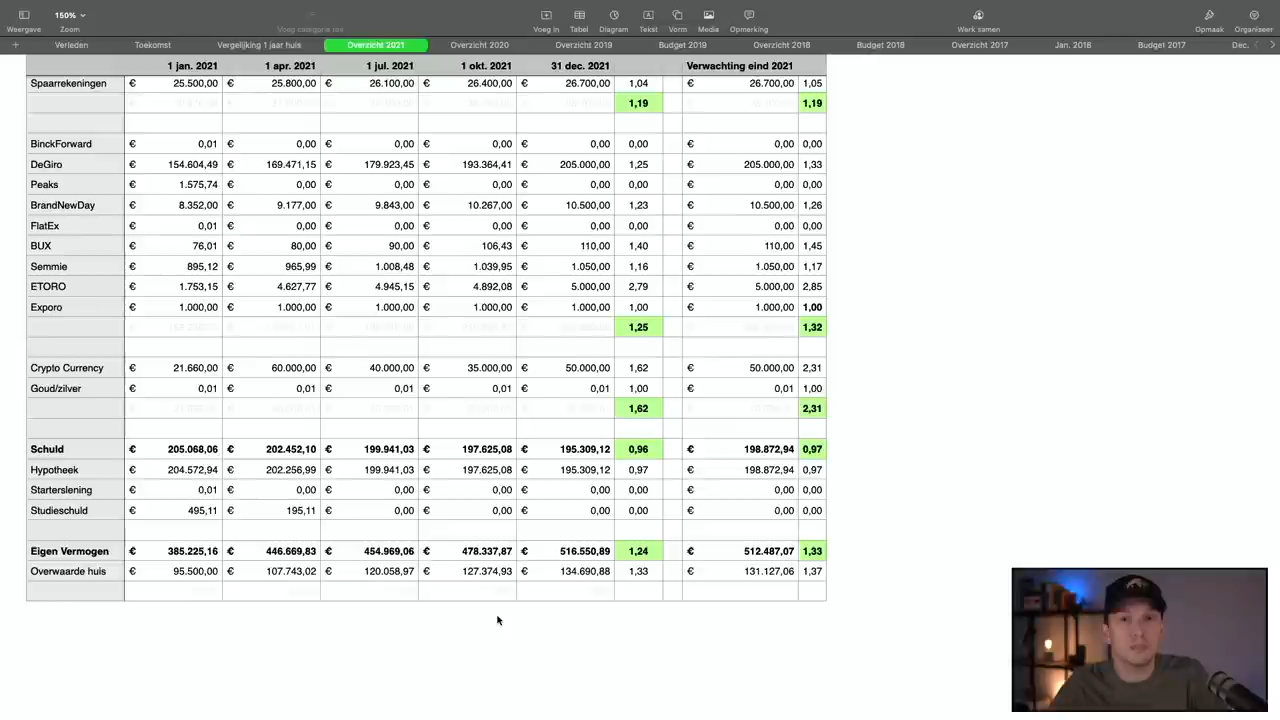 150%
Weergave Zoom Voeg categorie toe Voeg in Tabel Diagram Tekst Vorm Media Opmerking Werk samen Opmaak Organiseer
+ Verleden Toekomst Vergelijking 1 jaar huis Overzicht 2021 Overzicht 2020 Overzicht 2019 Budget 2019 Overzicht 2018 Budget 2018 Overzicht 2017 Jan. 2018 Budget 2017 Dec.
1 jan. 2021 1 apr. 2021 1 jul. 2021 1 okt. 2021 31 dec. 2021 Verwachting eind 2021
Spaarrekeningen € 25.500,00 € 25.800,00 € 26.100,00 € 26.400,00 € 26.700,00 1,04 € 26.700,00 1,05
1,19 1,19
BinckForward € 0,01 € 0,00 € 0,00 € 0,00 € 0,00 0,00 € 0,00 0,00
DeGiro € 154.604,49 € 169.471,15 € 179.923,45 € 193.364,41 € 205.000,00 1,25 € 205.000,00 1,33
Peaks € 1.575,74 € 0,00 € 0,00 € 0,00 € 0,00 0,00 € 0,00 0,00
BrandNewDay € 8.352,00 € 9.177,00 € 9.843,00 € 10.267,00 € 10.500,00 1,23 € 10.500,00 1,26
FlatEx € 0,01 € 0,00 € 0,00 € 0,00 € 0,00 0,00 € 0,00 0,00
BUX € 76,01 € 80,00 € 90,00 € 106,43 € 110,00 1,40 € 110,00 1,45
Semmie € 895,12 € 965,99 € 1.008,48 € 1.039,95 € 1.050,00 1,16 € 1.050,00 1,17
ETORO € 1.753,15 € 4.627,77 € 4.945,15 € 4.892,08 € 5.000,00 2,79 € 5.000,00 2,85
Exporo € 1.000,00 € 1.000,00 € 1.000,00 € 1.000,00 € 1.000,00 1,00 € 1.000,00 1,00
1,25 1,32
Crypto Currency € 21.660,00 € 60.000,00 € 40.000,00 € 35.000,00 € 50.000,00 1,62 € 50.000,00 2,31
Goud/zilver € 0,01 € 0,01 € 0,01 € 0,01 € 0,01 1,00 € 0,01 1,00
1,62 2,31
Schuld € 205.068,06 € 202.452,10 € 199.941,03 € 197.625,08 € 195.309,12 0,96 € 198.872,94 0,97
Hypotheek € 204.572,94 € 202.256,99 € 199.941,03 € 197.625,08 € 195.309,12 0,97 € 198.872,94 0,97
Starterslening € 0,01 € 0,00 € 0,00 € 0,00 € 0,00 0,00 € 0,00 0,00
Studieschuld € 495,11 € 195,11 € 0,00 € 0,00 € 0,00 0,00 € 0,00 0,00
Eigen Vermogen € 385.225,16 € 446.669,83 € 454.969,06 € 478.337,87 € 516.550,89 1,24 € 512.487,07 1,33
Overwaarde huis € 95.500,00 € 107.743,02 € 120.058,97 € 127.374,93 € 134.690,88 1,33 € 131.127,06 1,37